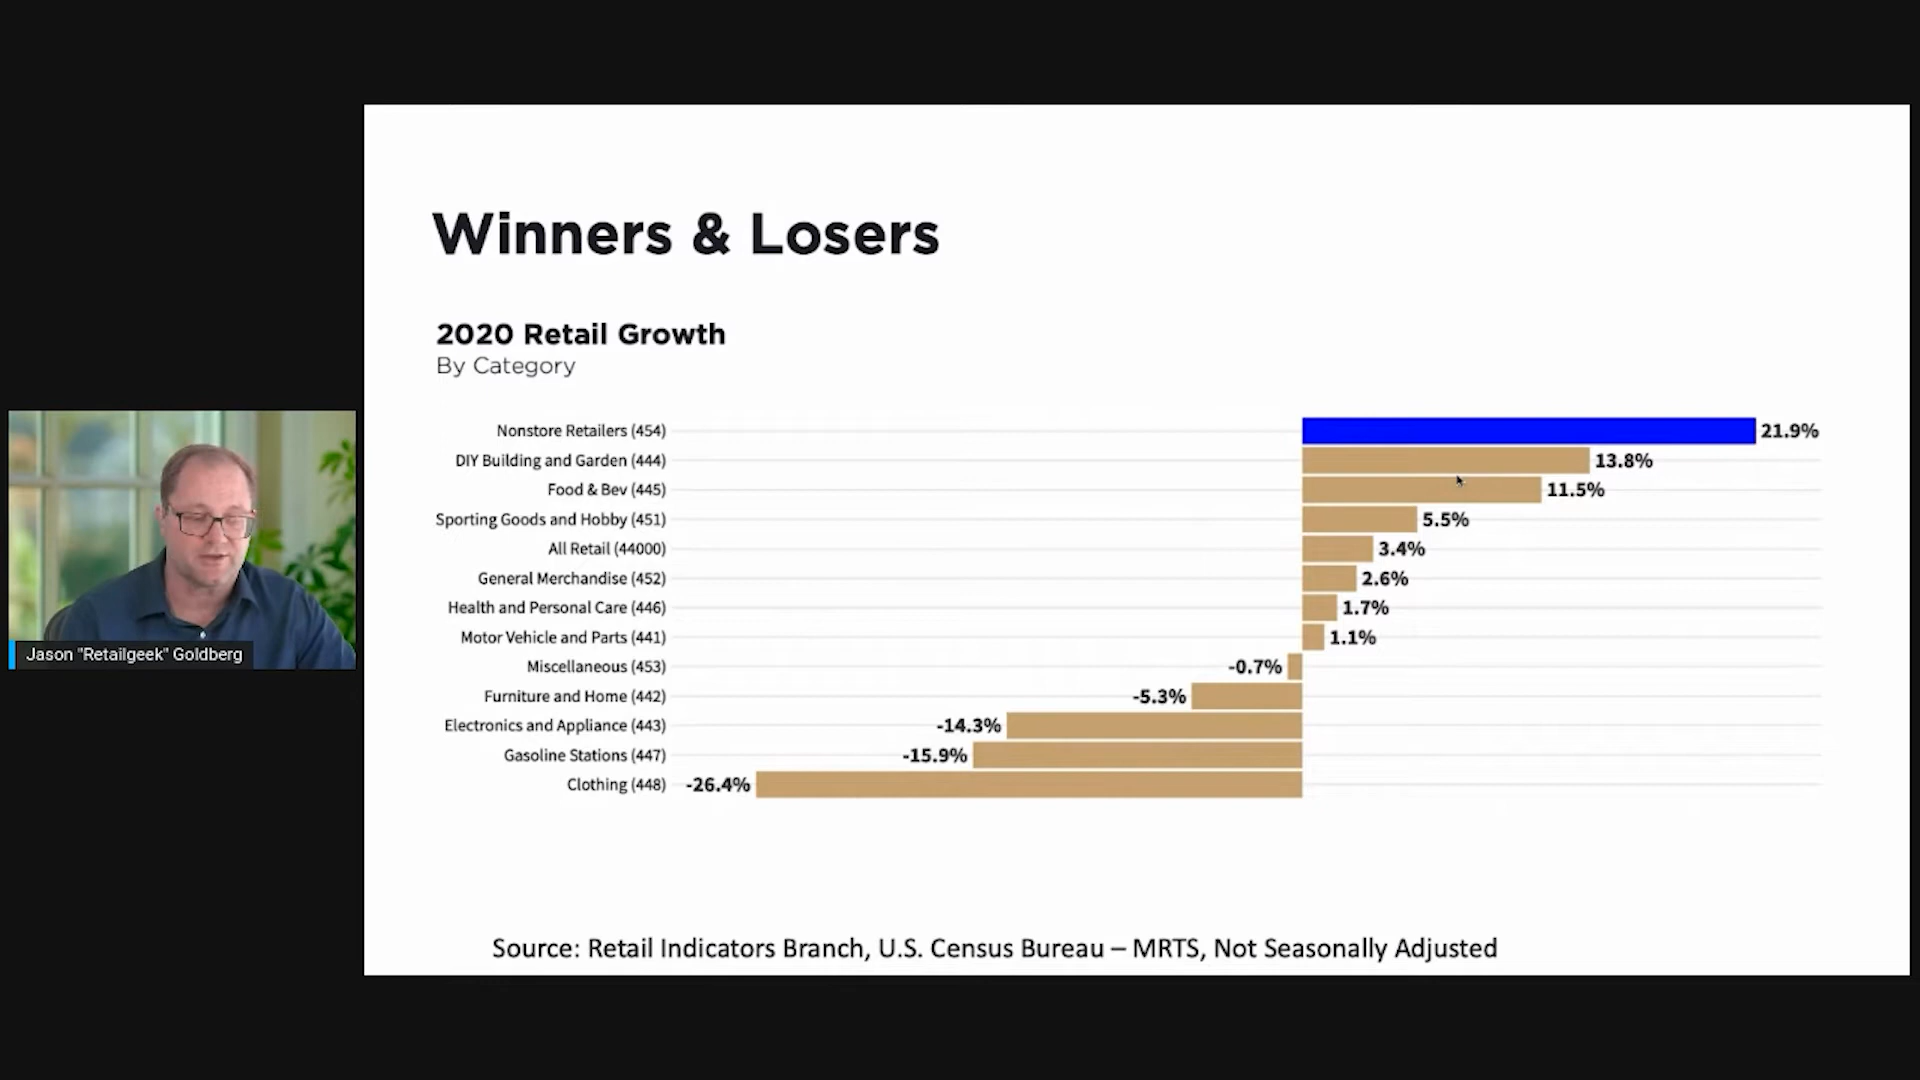 Winners & Losers
2020 Retail Growth
By Category
Nonstore Retailers (454) 21.9%
DIY Building and Garden (444) 13.8%
Food & Bev (445) 11.5%
Sporting Goods and Hobby (451) 5.5%
All Retail (44000) 3.4%
General Merchandise (452) 2.6%
Health and Personal Care (446) 1.7%
Motor Vehicle and Parts (441) 1.1%
Miscellaneous (453) -0.7%
Furniture and Home (442) -5.3%
Electronics and Appliance (443) -14.3%
Gasoline Stations (447) -15.9%
Clothing (448) -26.4%
Source: Retail Indicators Branch, U.S. Census Bureau – MRTS, Not Seasonally Adjusted
Jason "Retailgeek" Goldberg